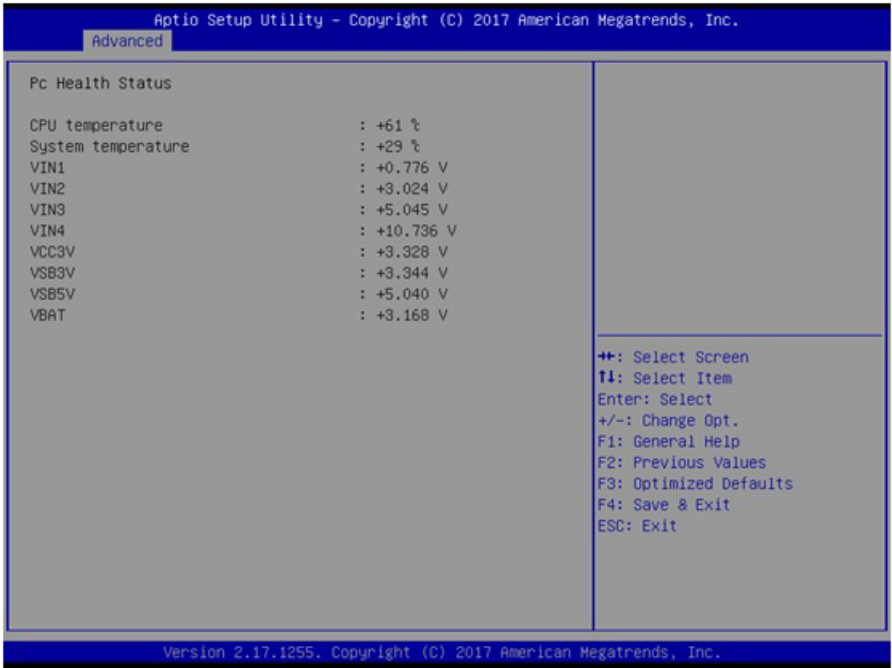 Aptio Setup Utility - Copyright (C) 2017 American Megatrends, Inc.
Advanced
Pc Health Status
CPU temperature : +61 ℃
System temperature : +29 ℃
VIN1 : +0.776 V
VIN2 : +3.024 V
VIN3 : +5.045 V
VIN4 : +10.736 V
VCC3V : +3.328 V
VSB3V : +3.344 V
VSB5V : +5.040 V
VBAT : +3.168 V
→←: Select Screen
↑↓: Select Item
Enter: Select
+/-: Change Opt.
F1: General Help
F2: Previous Values
F3: Optimized Defaults
F4: Save & Exit
ESC: Exit
Version 2.17.1255. Copyright (C) 2017 American Megatrends, Inc.